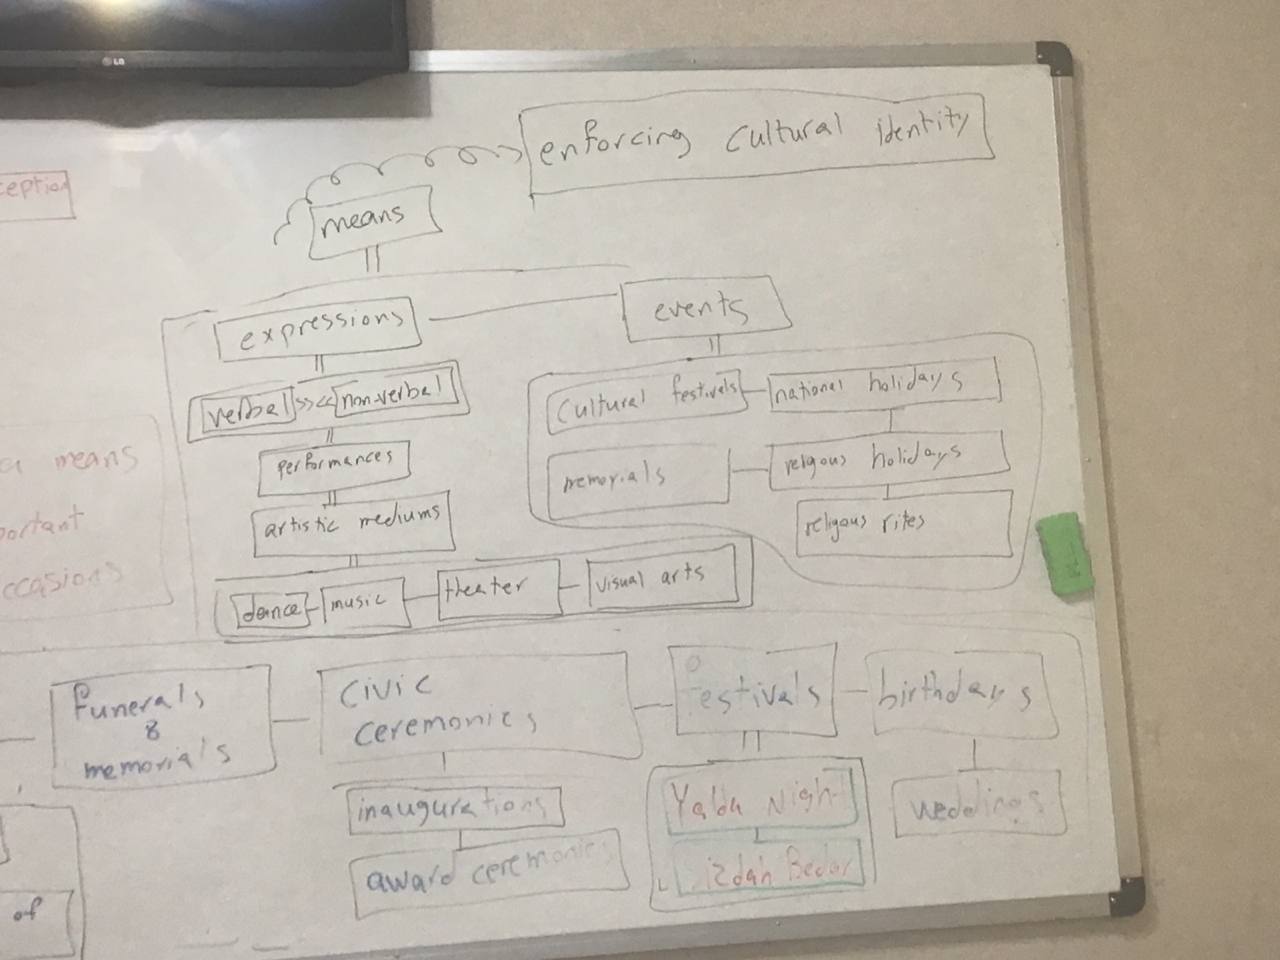 LG
enforcing cultural identity
means
expressions
events
verbal >><< non-verbal
cultural festivals
national holidays
performances
memorials
religous holidays
artistic mediums
religous rites
dance
music
theater
visual arts
ception
means
portant
ccasions
funerals
&
memorials
civic
ceremonies
festivals
birthdays
inaugurations
award ceremonies
Yalda Nigh
izdah Bedar
weddings
of